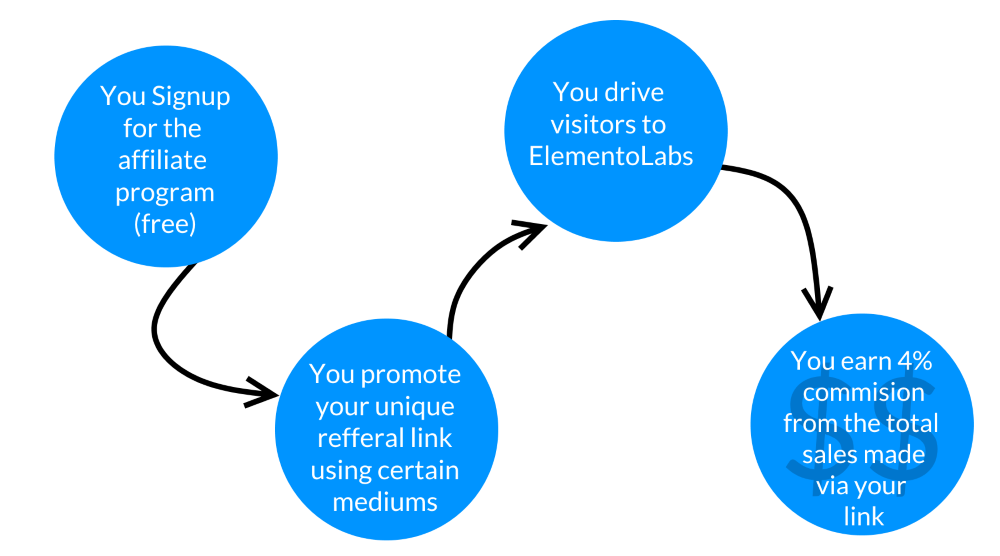 You Signup
for the
affiliate
program
(free)
You promote
your unique
refferal link
using certain
mediums
You drive
visitors to
ElementoLabs
You earn 4%
commision
from the total
sales made
via your
link
$$